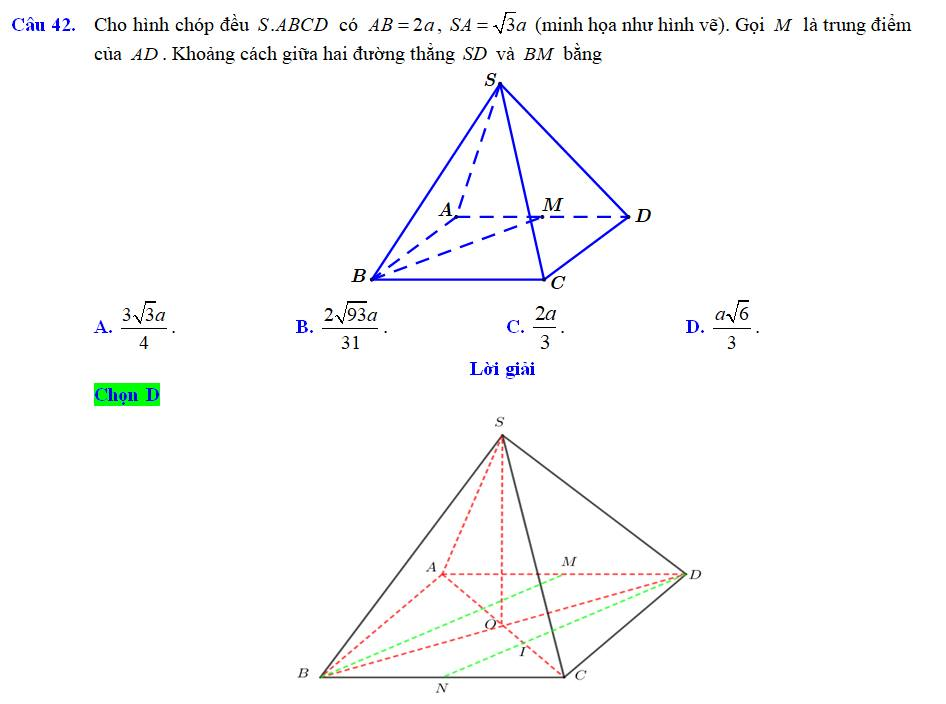 Câu 42. Cho hình chóp đều S.ABCD có AB = 2a, SA = √3a (minh họa như hình vẽ). Gọi M là trung điểm
của AD. Khoảng cách giữa hai đường thẳng SD và BM bằng
S
A
M
D
B
C
A. 3√3a/4. B. 2√93a/31. C. 2a/3. D. a√6/3.
Lời giải
Chọn D
S
A
M
D
O
I
B
C
N